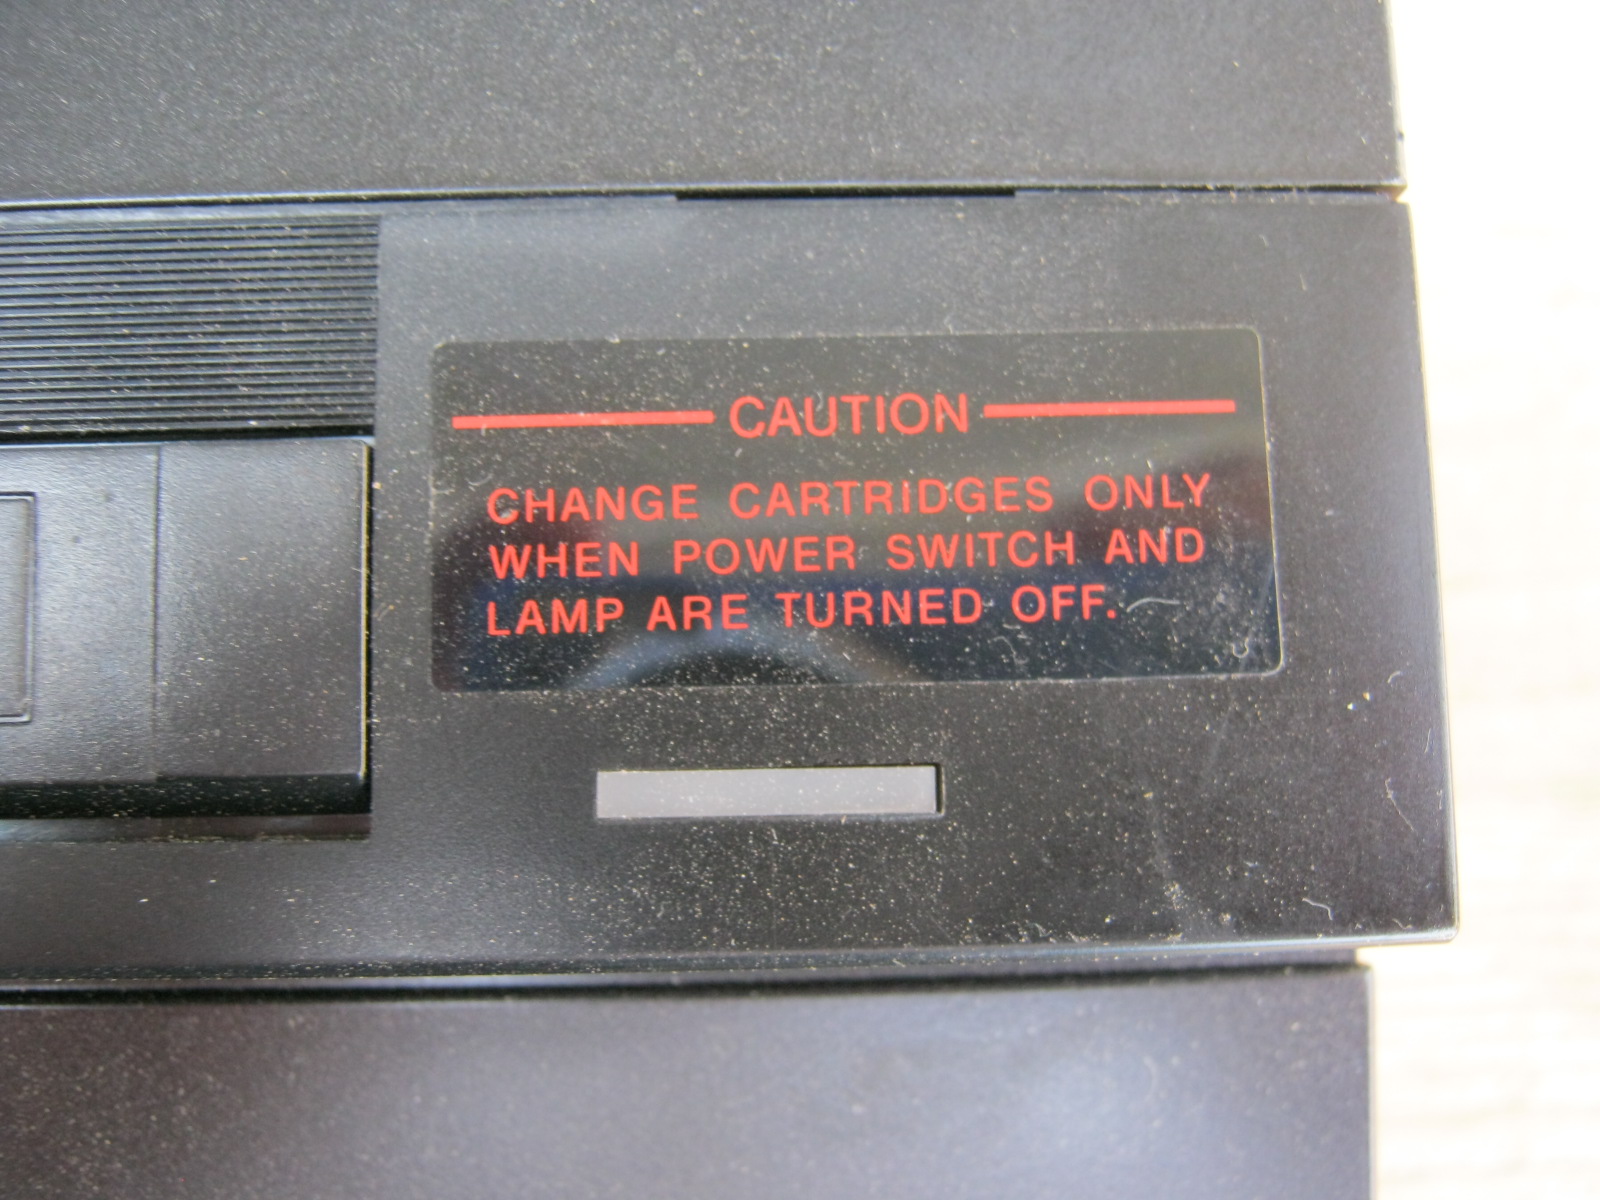 CAUTION
CHANGE CARTRIDGES ONLY
WHEN POWER SWITCH AND
LAMP ARE TURNED OFF.